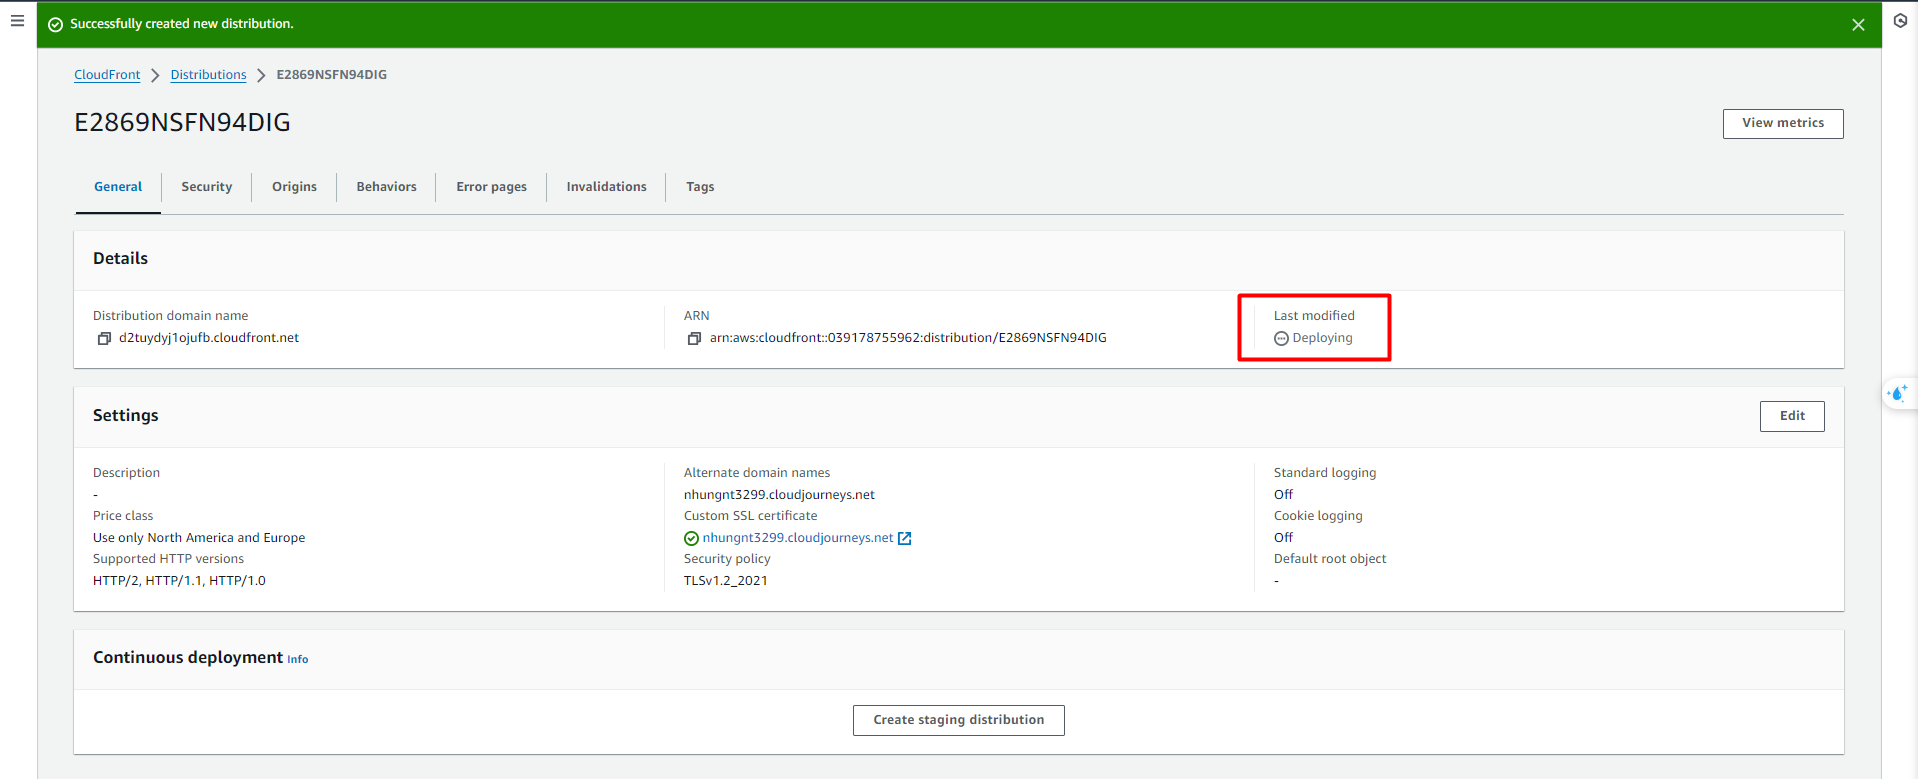 Successfully created new distribution.
CloudFront > Distributions > E2869NSFN94DIG
E2869NSFN94DIG
View metrics
General Security Origins Behaviors Error pages Invalidations Tags
Details
Distribution domain name
d2tuydyj1ojufb.cloudfront.net
ARN
arn:aws:cloudfront::039178755962:distribution/E2869NSFN94DIG
Last modified
Deploying
Settings
Edit
Description
-
Price class
Use only North America and Europe
Supported HTTP versions
HTTP/2, HTTP/1.1, HTTP/1.0
Alternate domain names
nhungnt3299.cloudjourneys.net
Custom SSL certificate
nhungnt3299.cloudjourneys.net
Security policy
TLSv1.2_2021
Standard logging
Off
Cookie logging
Off
Default root object
-
Continuous deployment Info
Create staging distribution